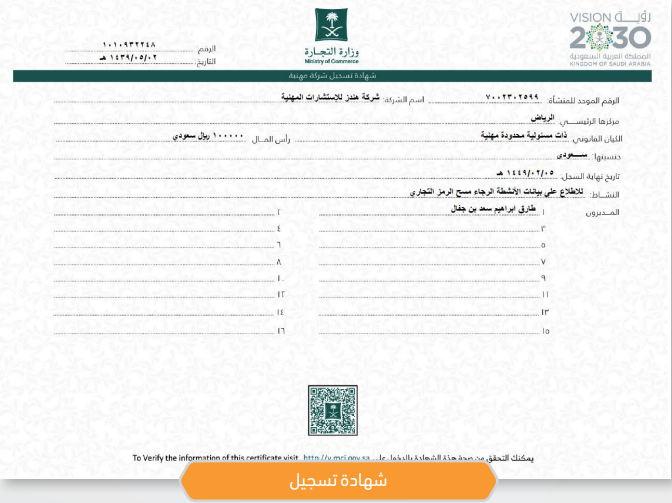 VISION رؤية
2030
المملكة العربية السعودية
KINGDOM OF SAUDI ARABIA
وزارة التجارة
Ministry of Commerce
الرقم: ١٠١٠٩٣٢٢٤٨
التاريخ: ١٤٣٩/٠٥/٠٢ هـ
شهادة تسجيل شركة مهنية
الرقم الموحد للمنشأة: ٧٠٠٢٣٠٢٥٩٩ اسم الشركة: شركة هندز للإستشارات المهنية
مركزها الرئيسي: الرياض
الكيان القانوني: ذات مسئولية محدودة مهنية رأس المال: ١٠٠٠٠٠ ريال سعودي
جنسيتها: سعودي
تاريخ نهاية السجل: ١٤٤٩/٠٢/٠٥ هـ
النشاط: للاطلاع على بيانات الأنشطة الرجاء مسح الرمز التجاري
المديرون ١ طارق ابراهيم سعد بن جفال ٢
٣ ٤
٥ ٦
٧ ٨
٩ ١٠
١١ ١٢
١٣ ١٤
١٥ ١٦
يمكنك التحقق من صحة هذة الشهادة بالدخول على To Verify the information of this certificate visit http://v.mci.gov.sa
شهادة تسجيل